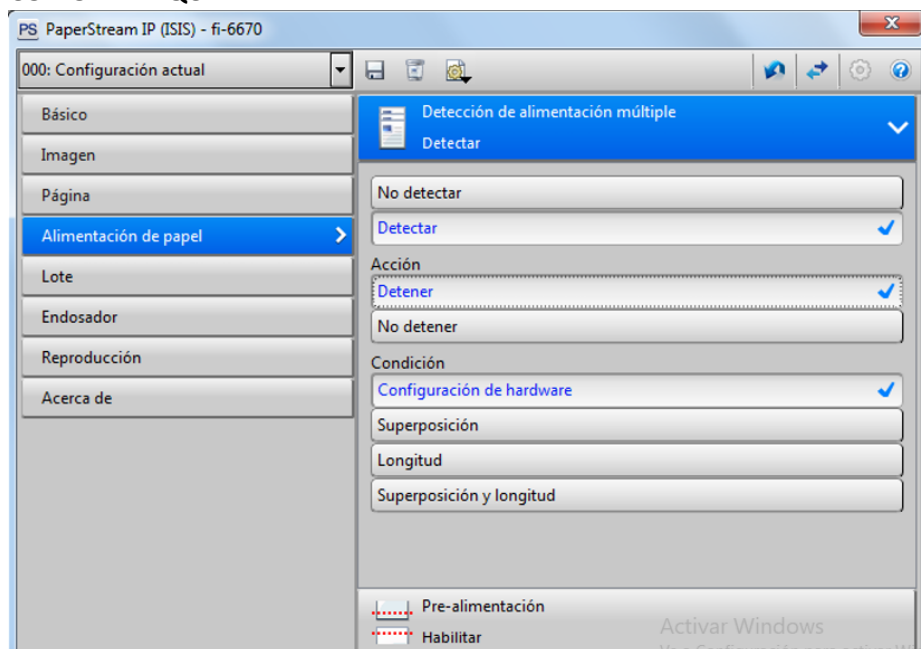 PS PaperStream IP (ISIS) - fi-6670
000: Configuración actual
Básico
Imagen
Página
Alimentación de papel
Lote
Endosador
Reproducción
Acerca de
Detección de alimentación múltiple
Detectar
No detectar
Detectar
Acción
Detener
No detener
Condición
Configuración de hardware
Superposición
Longitud
Superposición y longitud
Pre-alimentación
Habilitar
Activar Windows